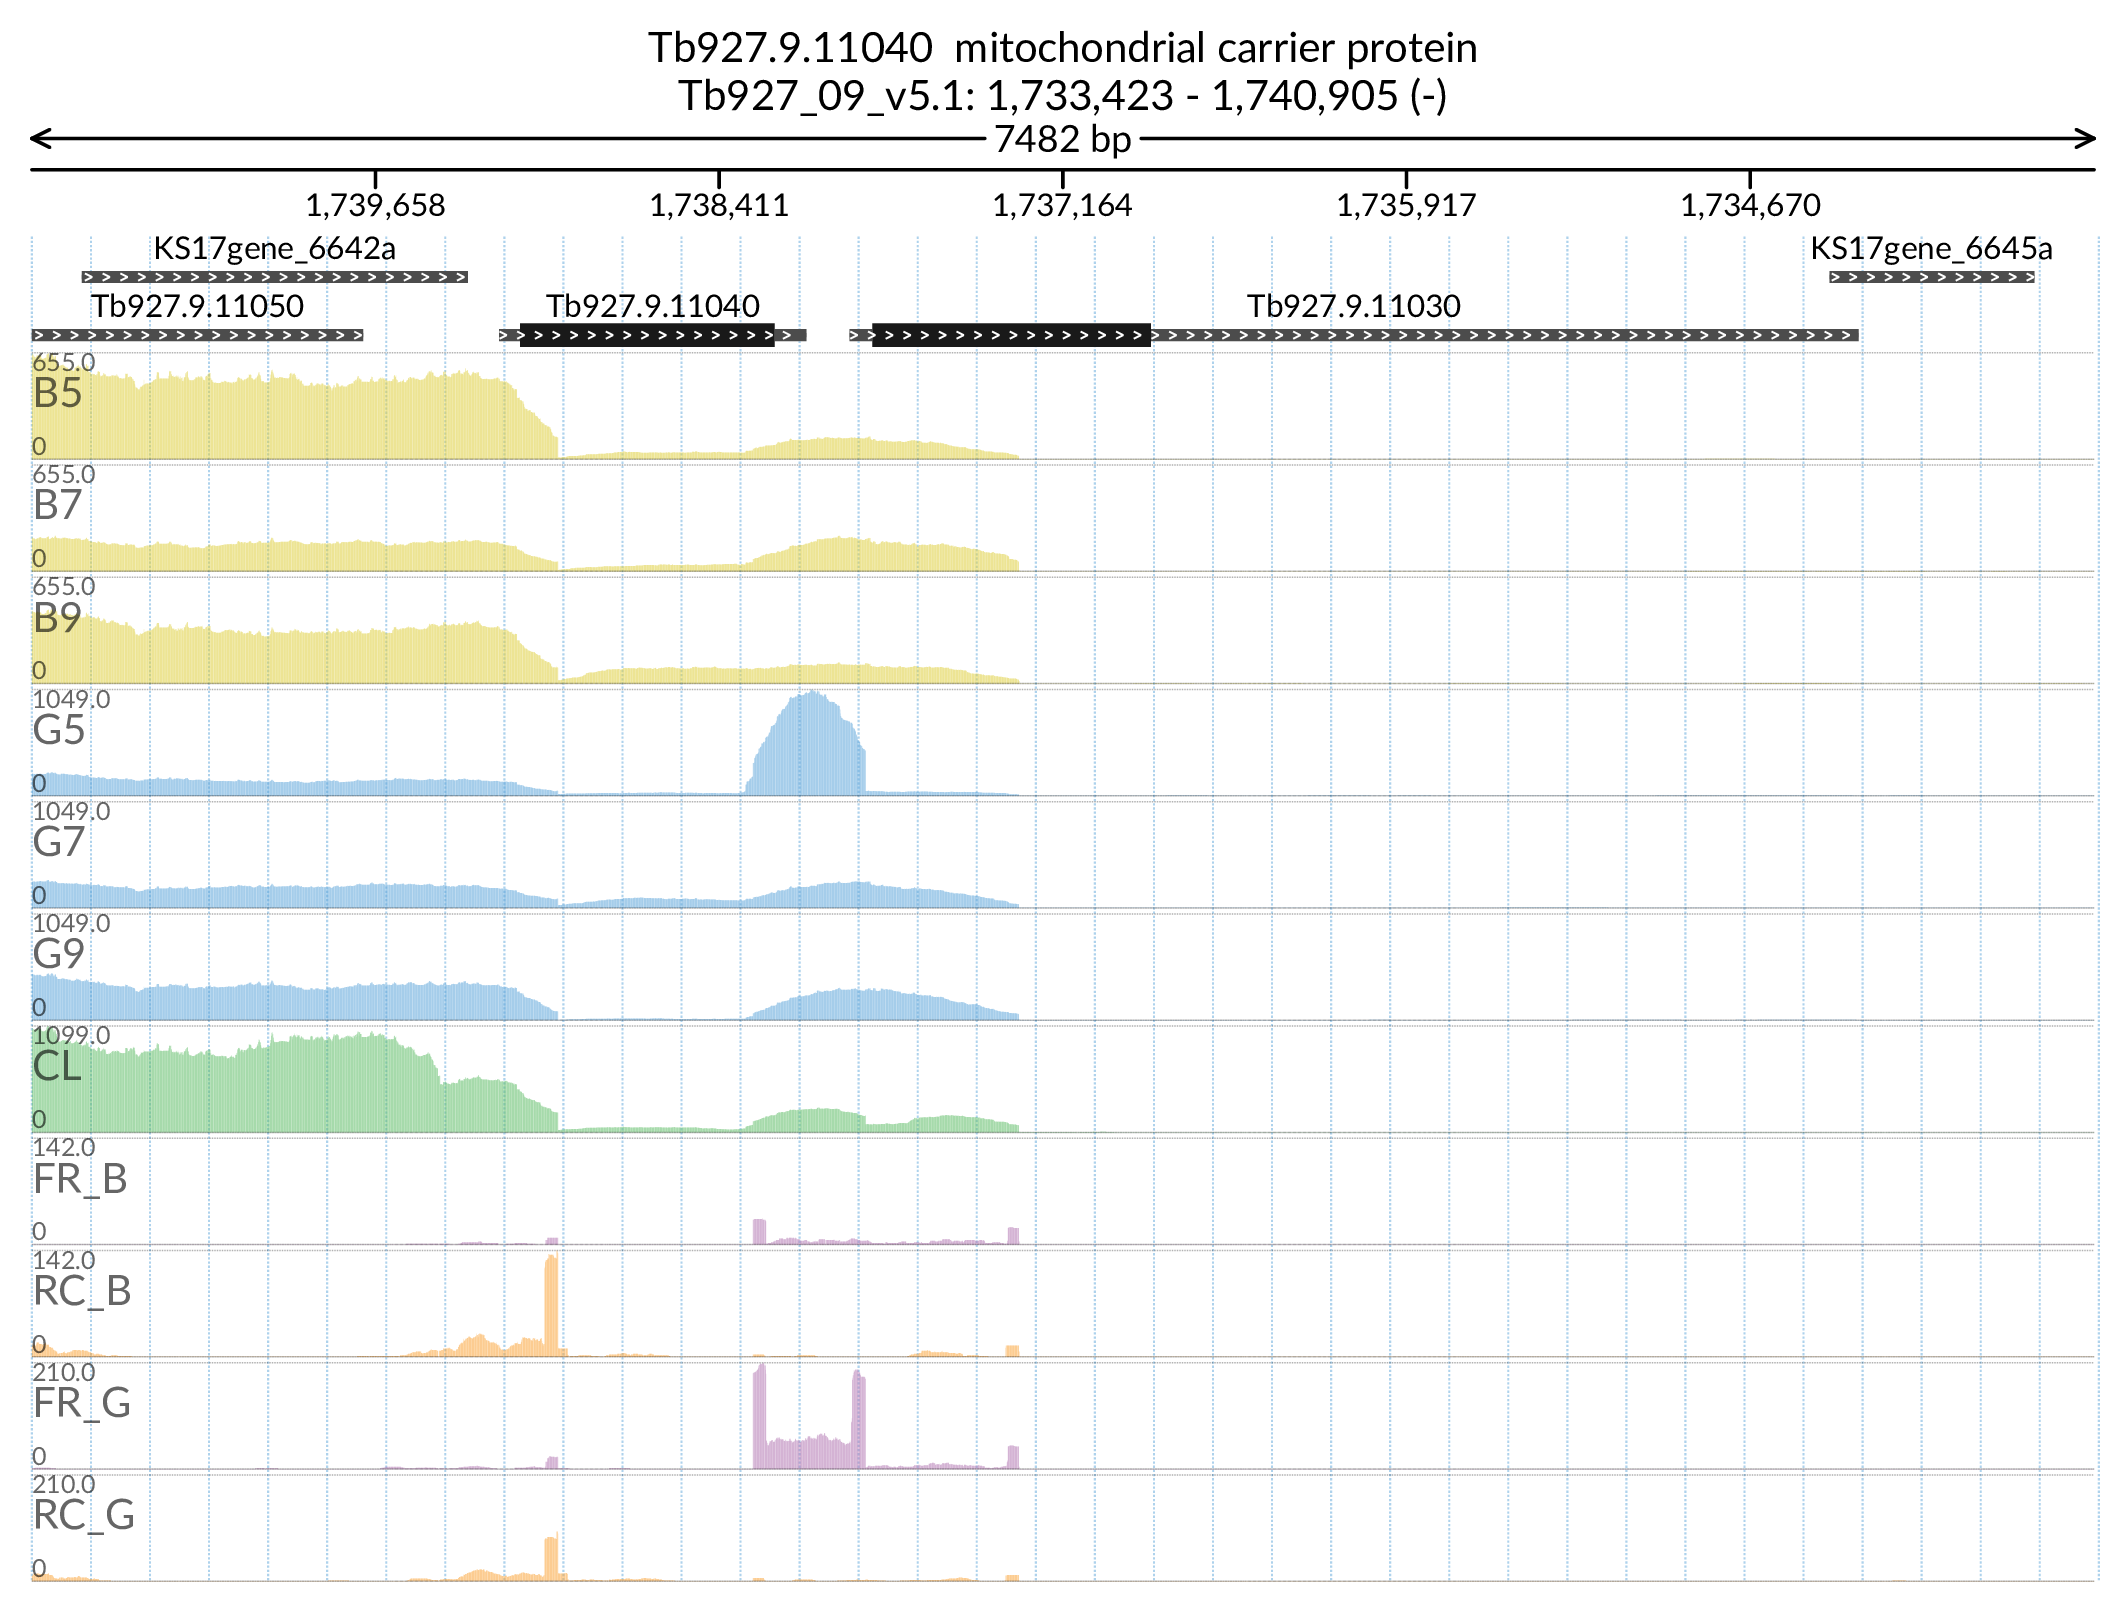 Tb927.9.11040  mitochondrial carrier protein
Tb927_09_v5.1: 1,733,423 - 1,740,905 (-)
7482 bp
1,739,658 1,738,411 1,737,164 1,735,917 1,734,670
KS17gene_6642a KS17gene_6645a
Tb927.9.11050 Tb927.9.11040 Tb927.9.11030
655.0
B5
0
655.0
B7
0
655.0
B9
0
1049.0
G5
0
1049.0
G7
0
1049.0
G9
0
1099.0
CL
0
142.0
FR_B
0
142.0
RC_B
0
210.0
FR_G
0
210.0
RC_G
0